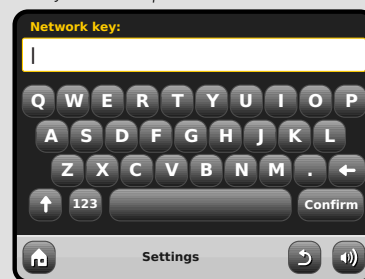 Network key:
Q W E R T Y U I O P
A S D F G H J K L
Z X C V B N M .
123 Confirm
Settings